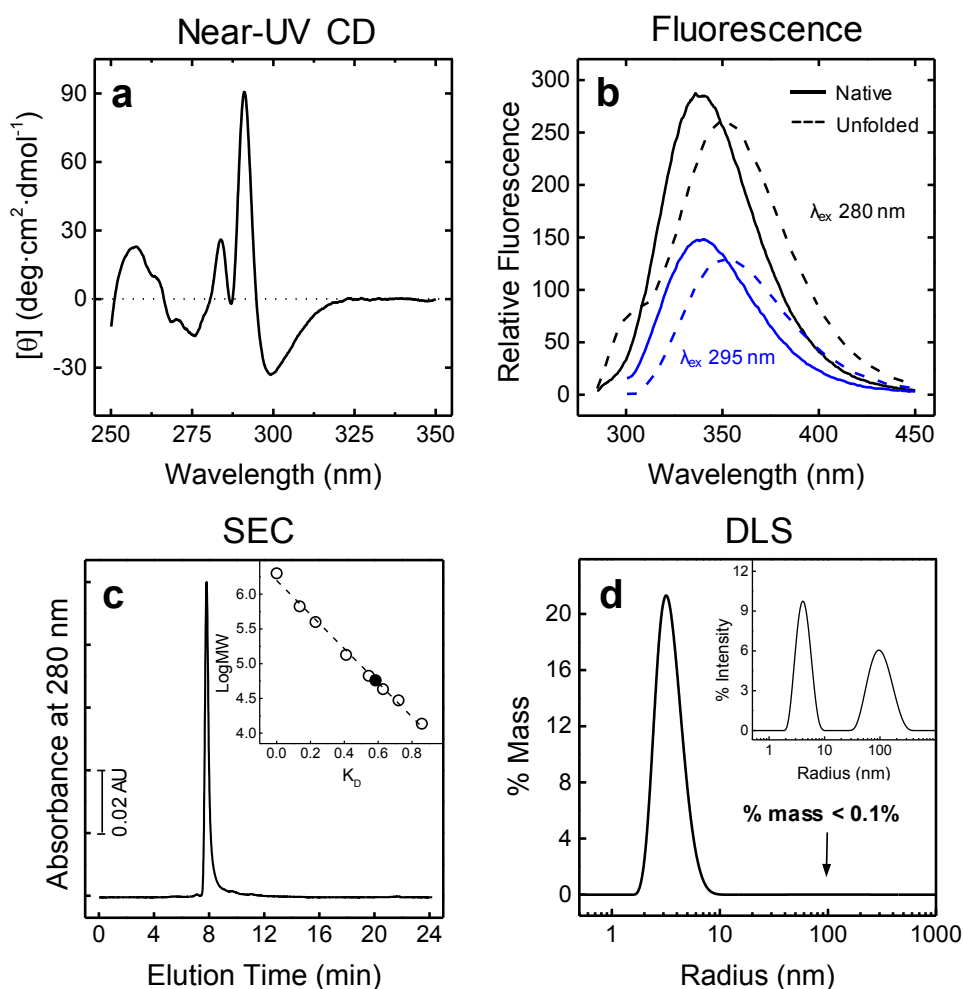 Near-UV CD
a
[θ] (deg·cm²·dmol⁻¹)
90
60
30
0
-30
250 275 300 325 350
Wavelength (nm)
Fluorescence
b
Native
Unfolded
λex 280 nm
λex 295 nm
Relative Fluorescence
300
250
200
150
100
50
0
300 350 400 450
Wavelength (nm)
SEC
c
Absorbance at 280 nm
0.02 AU
LogMW
6.0
5.5
5.0
4.5
4.0
0.0 0.2 0.4 0.6 0.8
K_D
0 4 8 12 16 20 24
Elution Time (min)
DLS
d
% Mass
20
16
12
8
4
0
% Intensity
12
9
6
3
0
1 10 100
Radius (nm)
% mass < 0.1%
1 10 100 1000
Radius (nm)